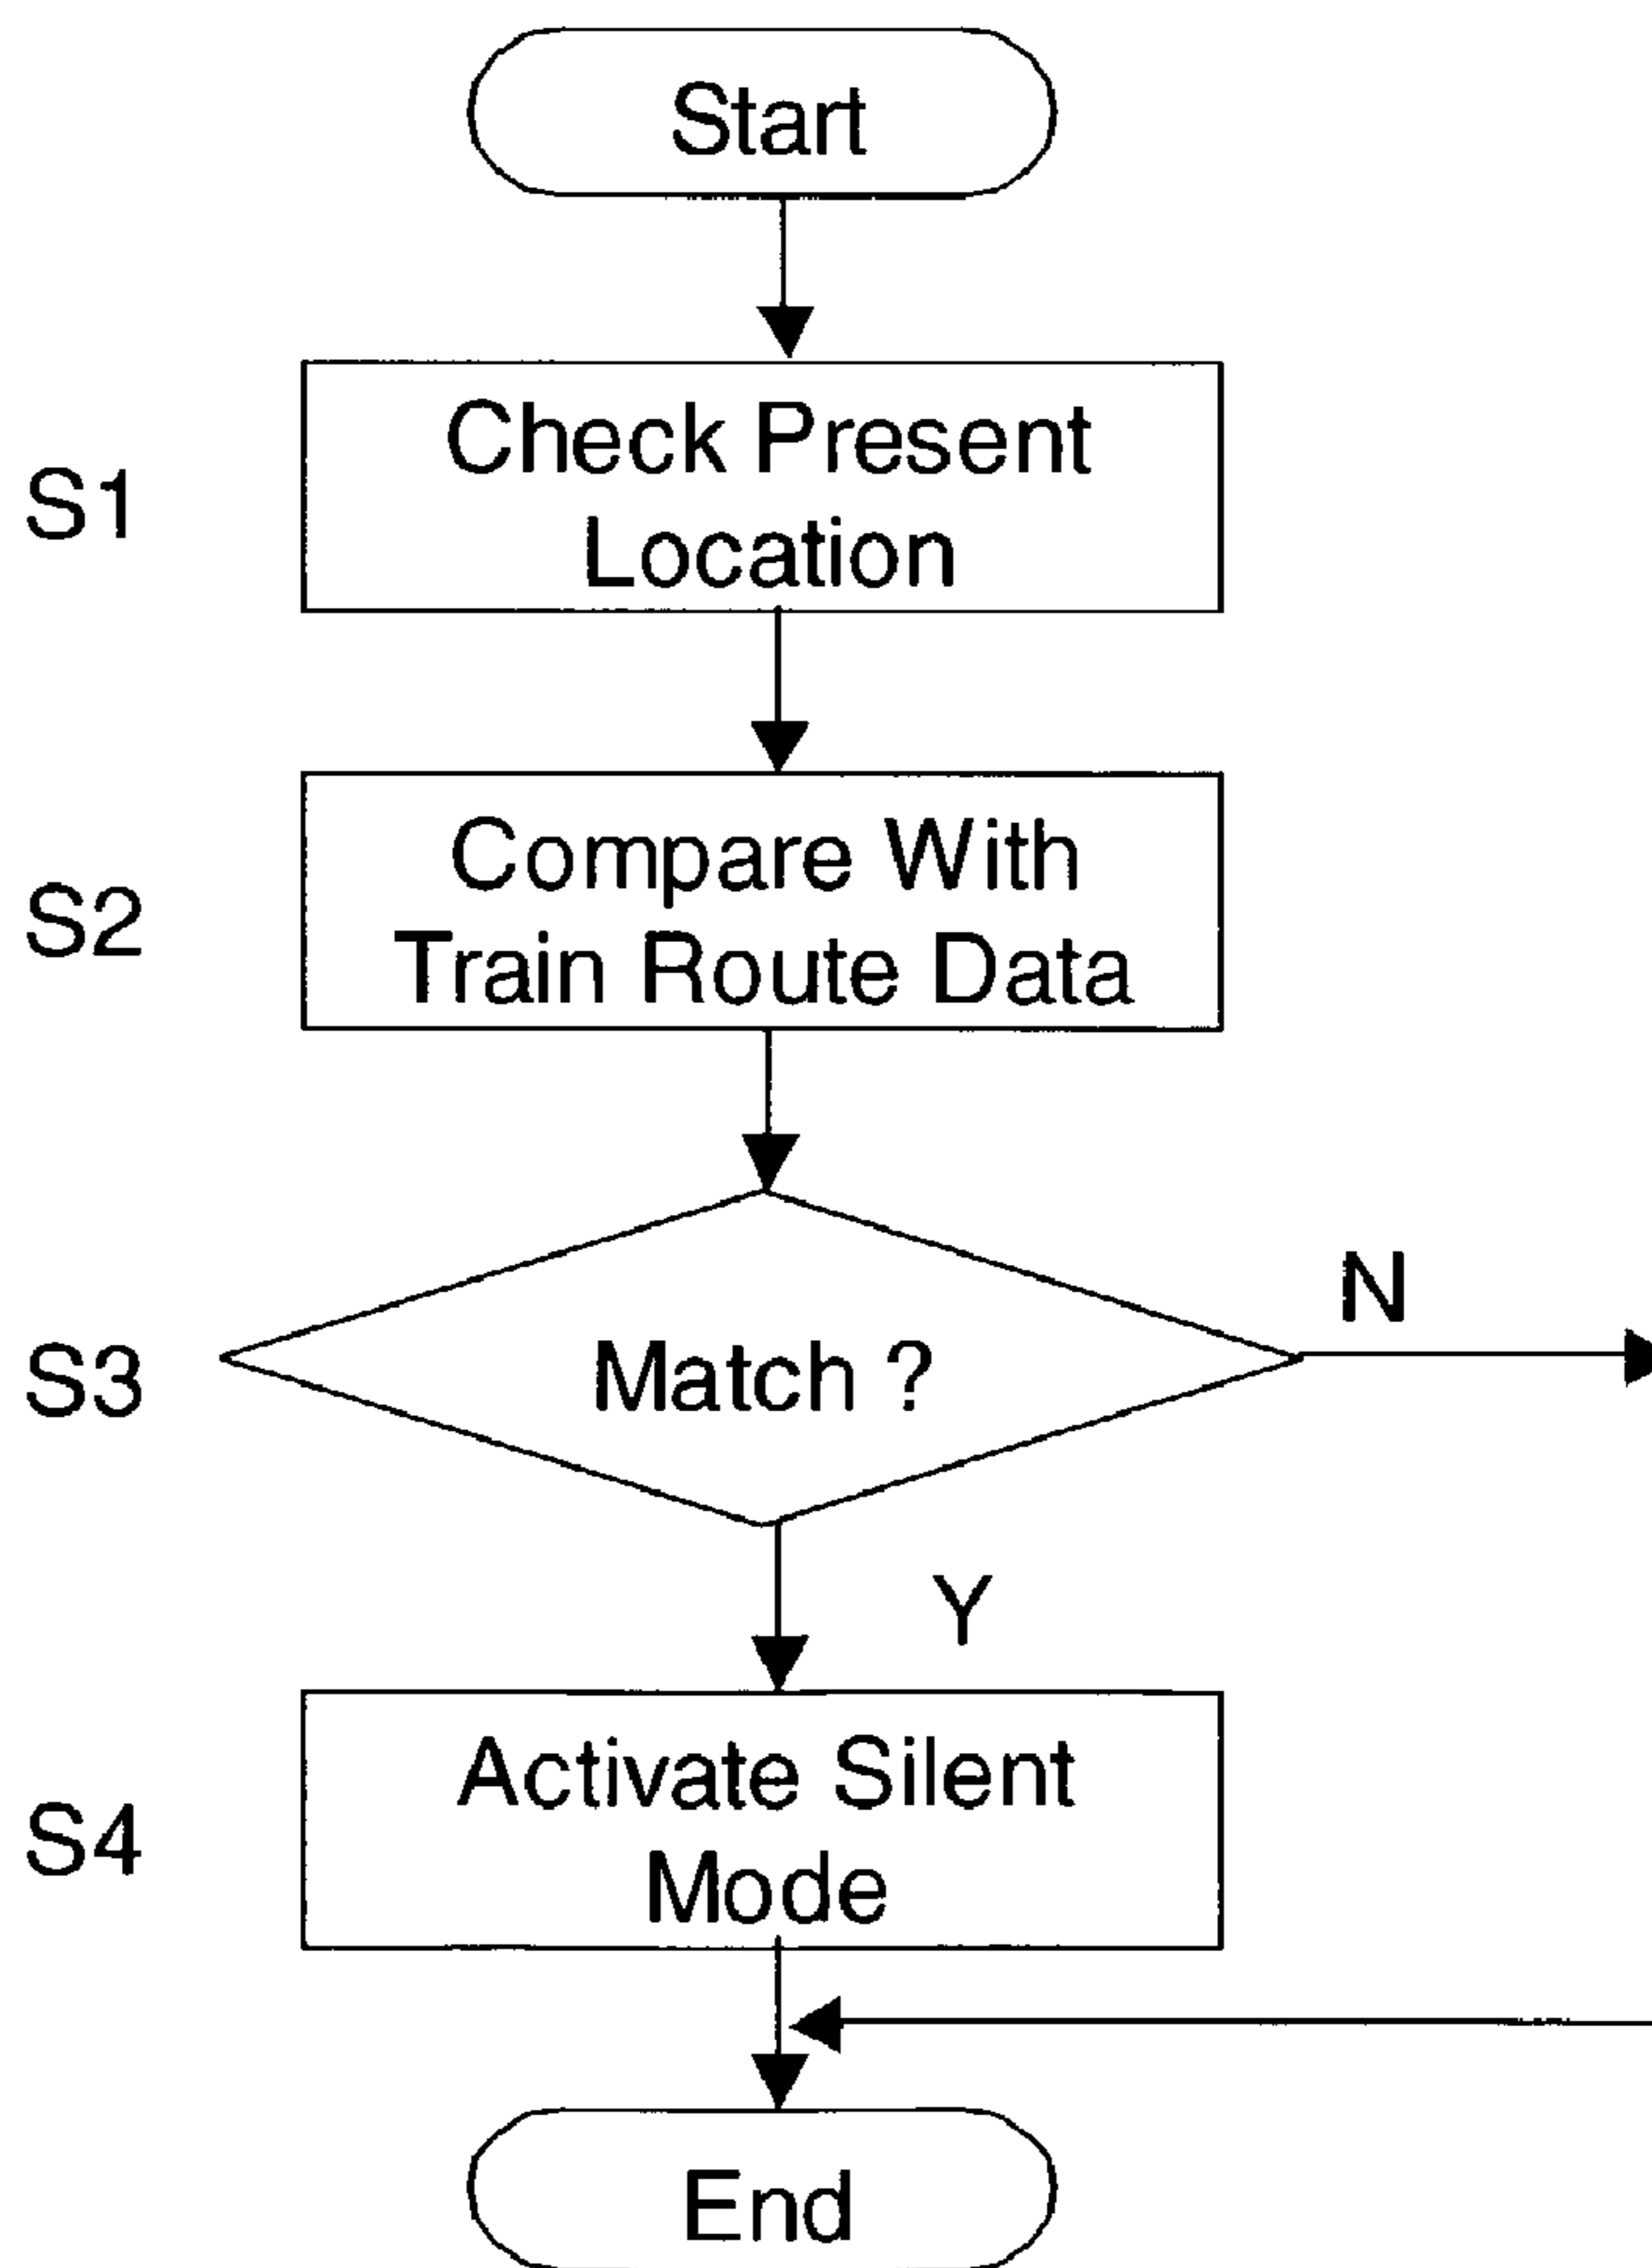 Start
S1
Check Present
Location
S2
Compare With
Train Route Data
S3
Match ?
N
Y
S4
Activate Silent
Mode
End